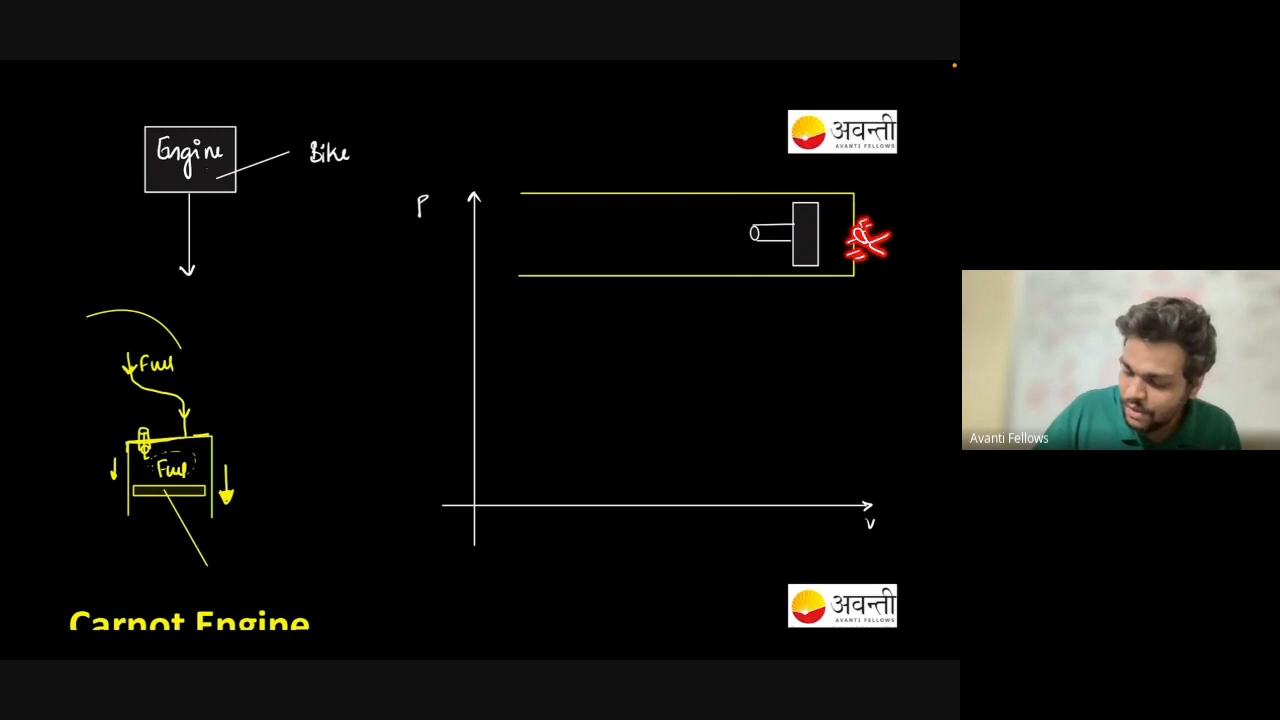 Engine
Bike
अवन्ती
AVANTI FELLOWS
P
Fuel
Fuel
V
Avanti Fellows
Carnot Engine
अवन्ती
AVANTI FELLOWS